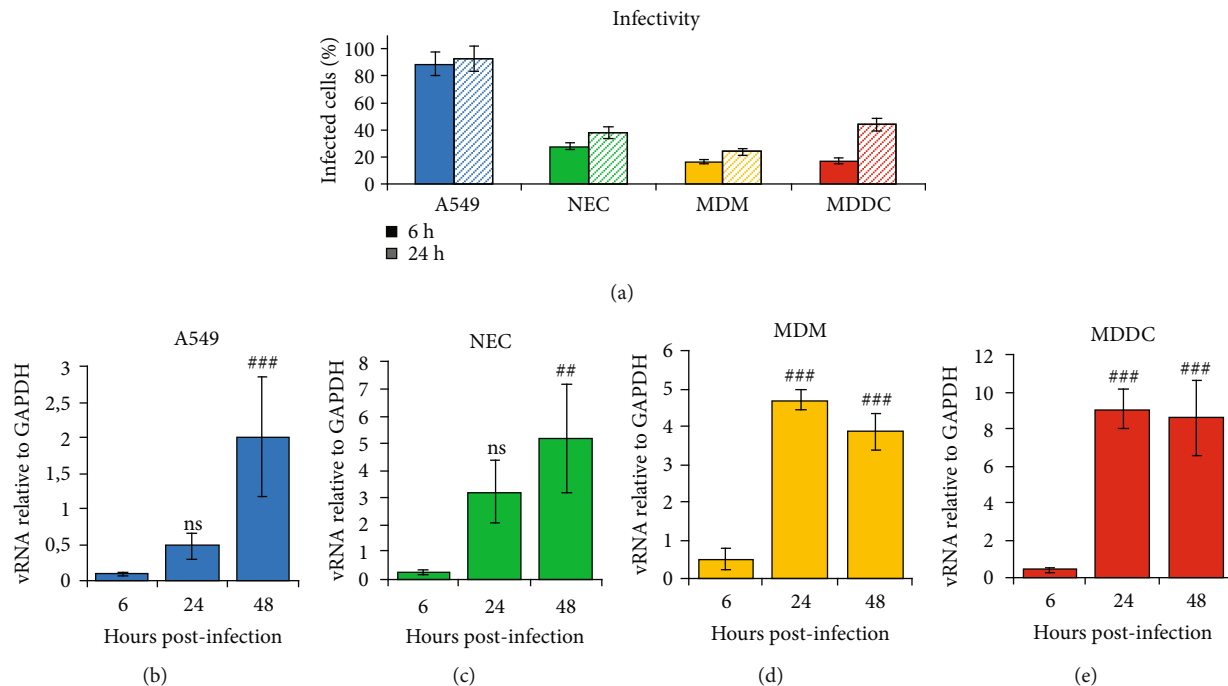 Infectivity
Infected cells (%)
100
80
60
40
20
0
A549 NEC MDM MDDC
6 h
24 h
(a)
A549
vRNA relative to GAPDH
3
2,5
2
1,5
1
0,5
0
ns
###
6 24 48
Hours post-infection
(b)
NEC
vRNA relative to GAPDH
8
7
6
5
4
3
2
1
0
ns
##
6 24 48
Hours post-infection
(c)
MDM
vRNA relative to GAPDH
6
5
4
3
2
1
0
###
###
6 24 48
Hours post-infection
(d)
MDDC
vRNA relative to GAPDH
12
10
8
6
4
2
0
###
###
6 24 48
Hours post-infection
(e)